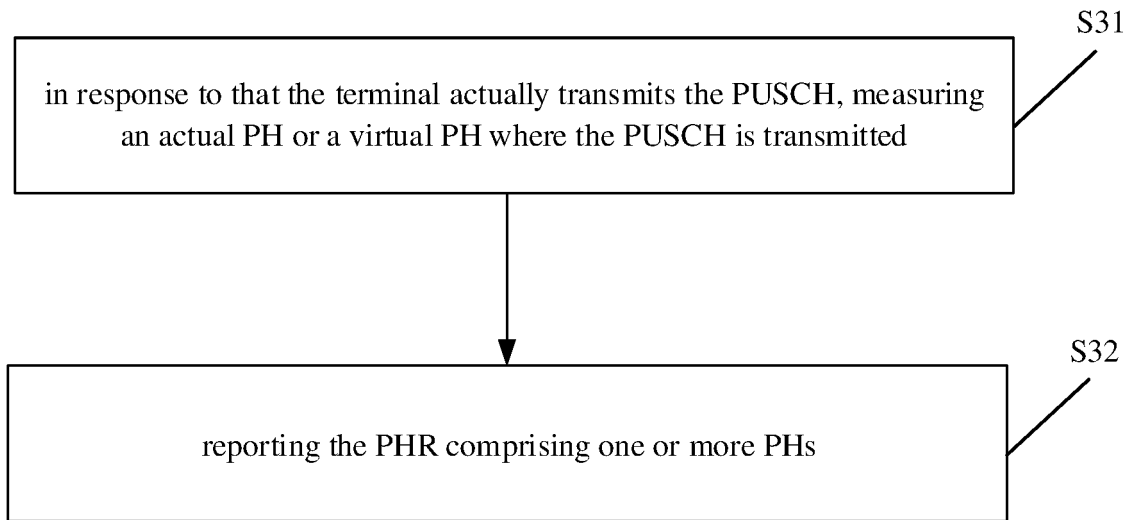 S31
in response to that the terminal actually transmits the PUSCH, measuring
an actual PH or a virtual PH where the PUSCH is transmitted
S32
reporting the PHR comprising one or more PHs